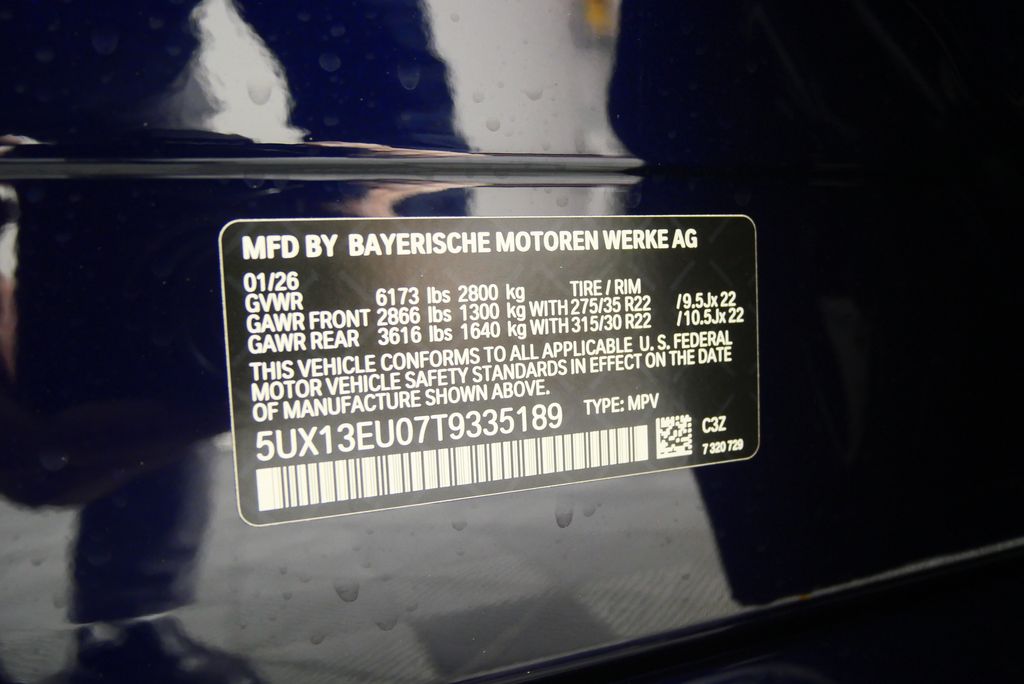 MFD BY BAYERISCHE MOTOREN WERKE AG
01/26 TIRE / RIM
GVWR 6173 lbs 2800 kg
GAWR FRONT 2866 lbs 1300 kg WITH 275/35 R22 /9.5Jx 22
GAWR REAR 3616 lbs 1640 kg WITH 315/30 R22 /10.5Jx 22
THIS VEHICLE CONFORMS TO ALL APPLICABLE U. S. FEDERAL
MOTOR VEHICLE SAFETY STANDARDS IN EFFECT ON THE DATE
OF MANUFACTURE SHOWN ABOVE.
5UX13EU07T9335189 TYPE: MPV
C3Z
7 320 729